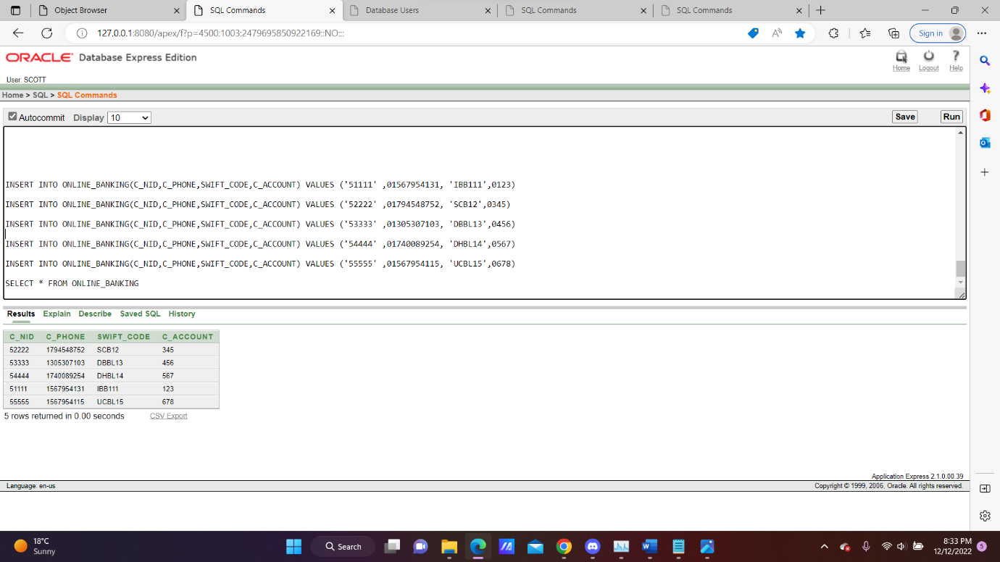 Object Browser
SQL Commands
Database Users
SQL Commands
SQL Commands
127.0.0.1:8080/apex/f?p=4500:1003:2479695850922169::NO:::
Sign in
ORACLE Database Express Edition
Home Logout Help
User: SCOTT
Home > SQL > SQL Commands
Autocommit Display 10
Save Run
INSERT INTO ONLINE_BANKING(C_NID,C_PHONE,SWIFT_CODE,C_ACCOUNT) VALUES ('51111' ,01567954131, 'IBB111',0123)
INSERT INTO ONLINE_BANKING(C_NID,C_PHONE,SWIFT_CODE,C_ACCOUNT) VALUES ('52222' ,01794548752, 'SCB12',0345)
INSERT INTO ONLINE_BANKING(C_NID,C_PHONE,SWIFT_CODE,C_ACCOUNT) VALUES ('53333' ,01305307103, 'DBBL13',0456)
INSERT INTO ONLINE_BANKING(C_NID,C_PHONE,SWIFT_CODE,C_ACCOUNT) VALUES ('54444' ,01740089254, 'DHBL14',0567)
INSERT INTO ONLINE_BANKING(C_NID,C_PHONE,SWIFT_CODE,C_ACCOUNT) VALUES ('55555' ,01567954115, 'UCBL15',0678)
SELECT * FROM ONLINE_BANKING
Results Explain Describe Saved SQL History
C_NID C_PHONE SWIFT_CODE C_ACCOUNT
52222 1794548752 SCB12 345
53333 1305307103 DBBL13 456
54444 1740089254 DHBL14 567
51111 1567954131 IBB111 123
55555 1567954115 UCBL15 678
5 rows returned in 0.00 seconds CSV Export
Application Express 2.1.0.00.39
Language: en-us Copyright © 1999, 2006, Oracle. All rights reserved.
18°C
Sunny
Search
8:33 PM
12/12/2022
5